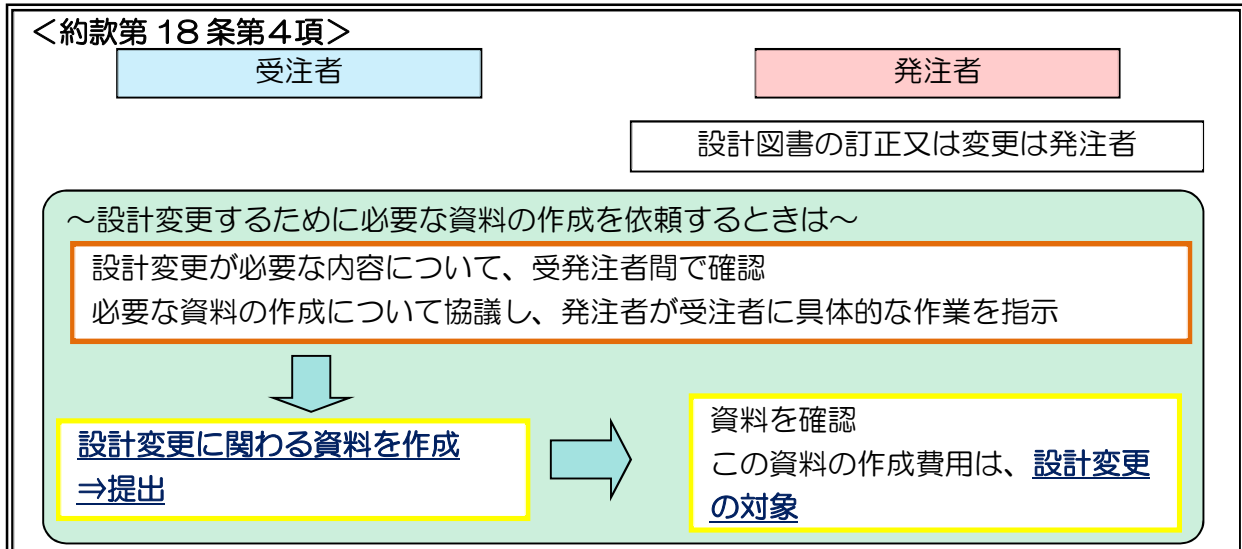 ＜約款第 18 条第４項＞
受注者
発注者
設計図書の訂正又は変更は発注者
～設計変更するために必要な資料の作成を依頼するときは～
設計変更が必要な内容について、受発注者間で確認
必要な資料の作成について協議し、発注者が受注者に具体的な作業を指示
設計変更に関わる資料を作成
⇒提出
資料を確認
この資料の作成費用は、設計変更
の対象